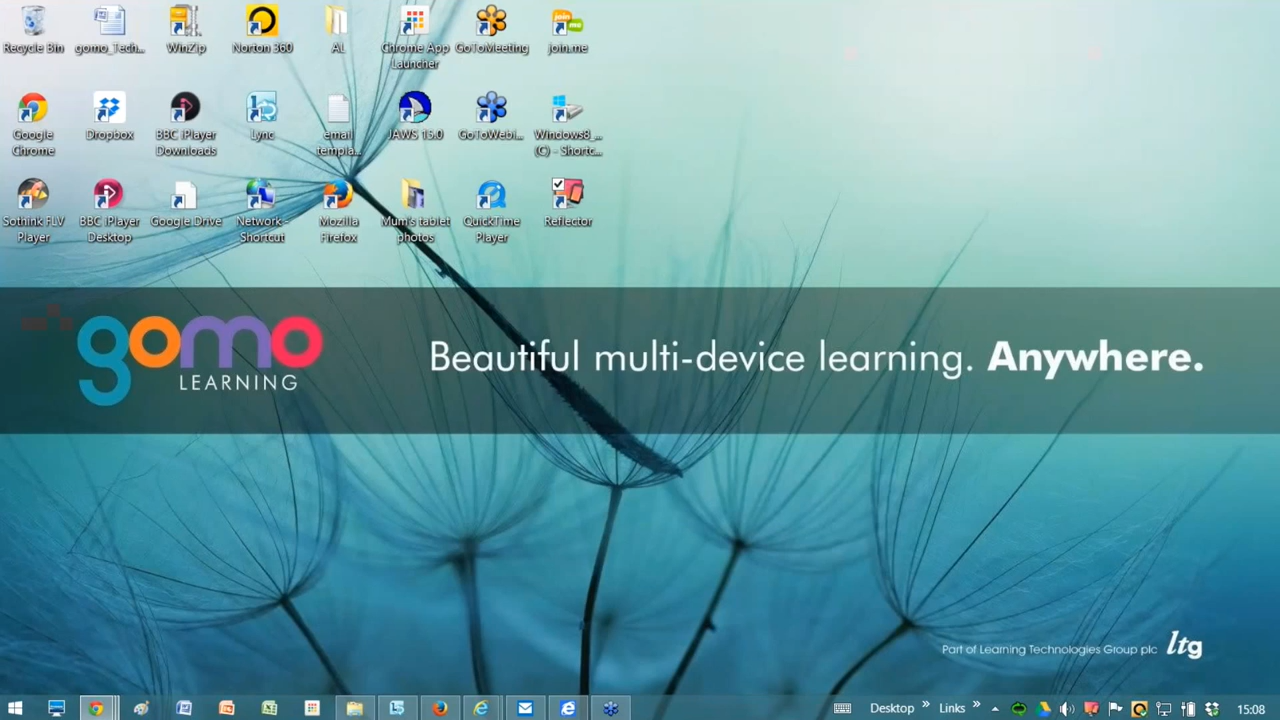 Recycle Bin
gomo_Tech...
WinZip
Norton 360
AL
Chrome App
Launcher
GoToMeeting
join.me
Google
Chrome
Dropbox
BBC iPlayer
Downloads
Lync
email
templa...
JAWS 15.0
GoToWebi...
Windows8_...
(C) - Shortc...
Sothink FLV
Player
BBC iPlayer
Desktop
Google Drive
Network -
Shortcut
Mozilla
Firefox
Mum's tablet
photos
QuickTime
Player
Reflector
gomo
LEARNING
Beautiful multi-device learning. Anywhere.
Part of Learning Technologies Group plc ltg
Desktop » Links » 15:08